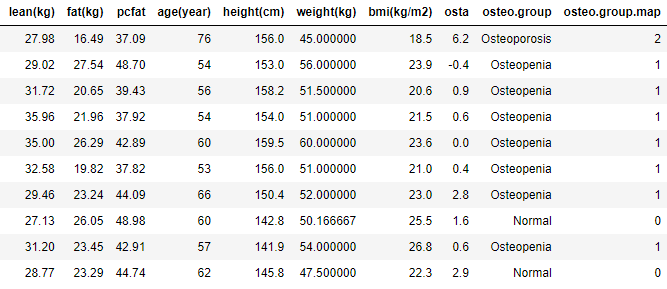 lean(kg) fat(kg) pcfat age(year) height(cm) weight(kg) bmi(kg/m2) osta osteo.group osteo.group.map
27.98 16.49 37.09 76 156.0 45.000000 18.5 6.2 Osteoporosis 2
29.02 27.54 48.70 54 153.0 56.000000 23.9 -0.4 Osteopenia 1
31.72 20.65 39.43 56 158.2 51.500000 20.6 0.9 Osteopenia 1
35.96 21.96 37.92 54 154.0 51.000000 21.5 0.6 Osteopenia 1
35.00 26.29 42.89 60 159.5 60.000000 23.6 0.0 Osteopenia 1
32.58 19.82 37.82 53 156.0 51.000000 21.0 0.4 Osteopenia 1
29.46 23.24 44.09 66 150.4 52.000000 23.0 2.8 Osteopenia 1
27.13 26.05 48.98 60 142.8 50.166667 25.5 1.6 Normal 0
31.20 23.45 42.91 57 141.9 54.000000 26.8 0.6 Osteopenia 1
28.77 23.29 44.74 62 145.8 47.500000 22.3 2.9 Normal 0